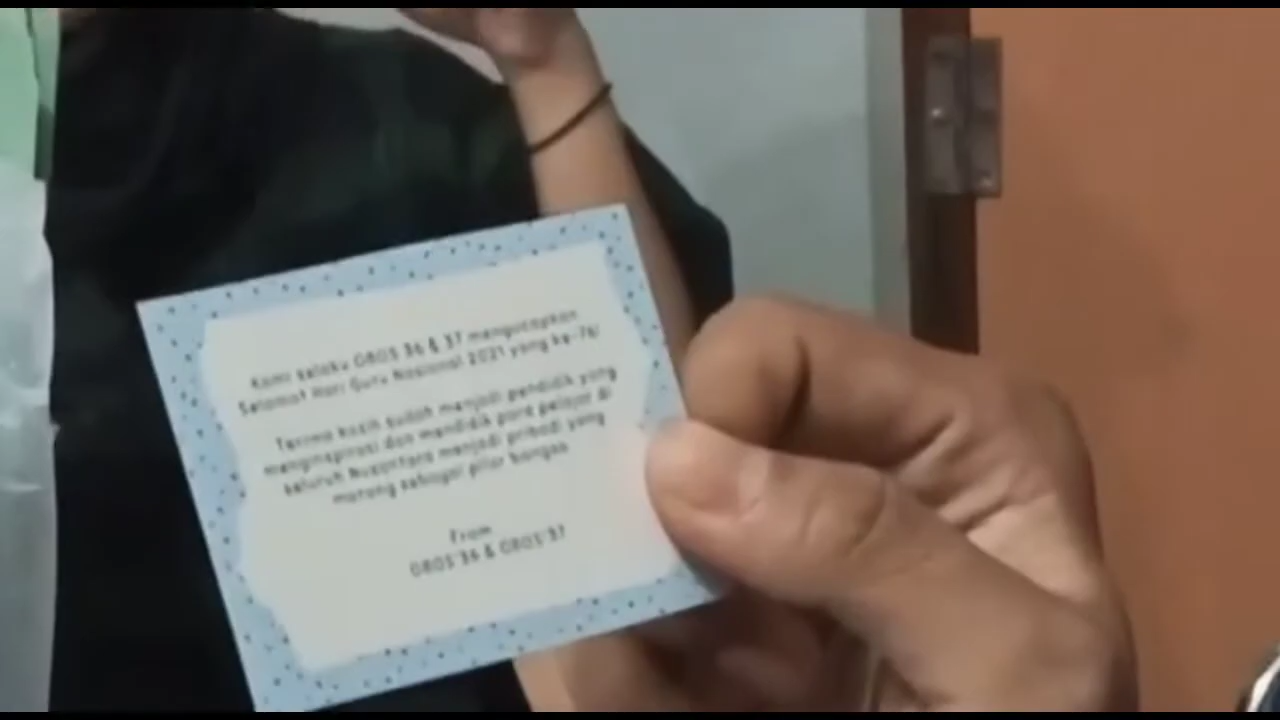 Kami selaku OBOS 36 & 37 mengucapkan
Selamat Hari Guru Nasional 2021 yang ke-76!
Terima kasih sudah menjadi pendidik yang
menginspirasi dan mendidik para pelajar di
seluruh Nusantara menjadi pribadi yang
matang sebagai pilar bangsa
From
OBOS'36 & OBOS'37